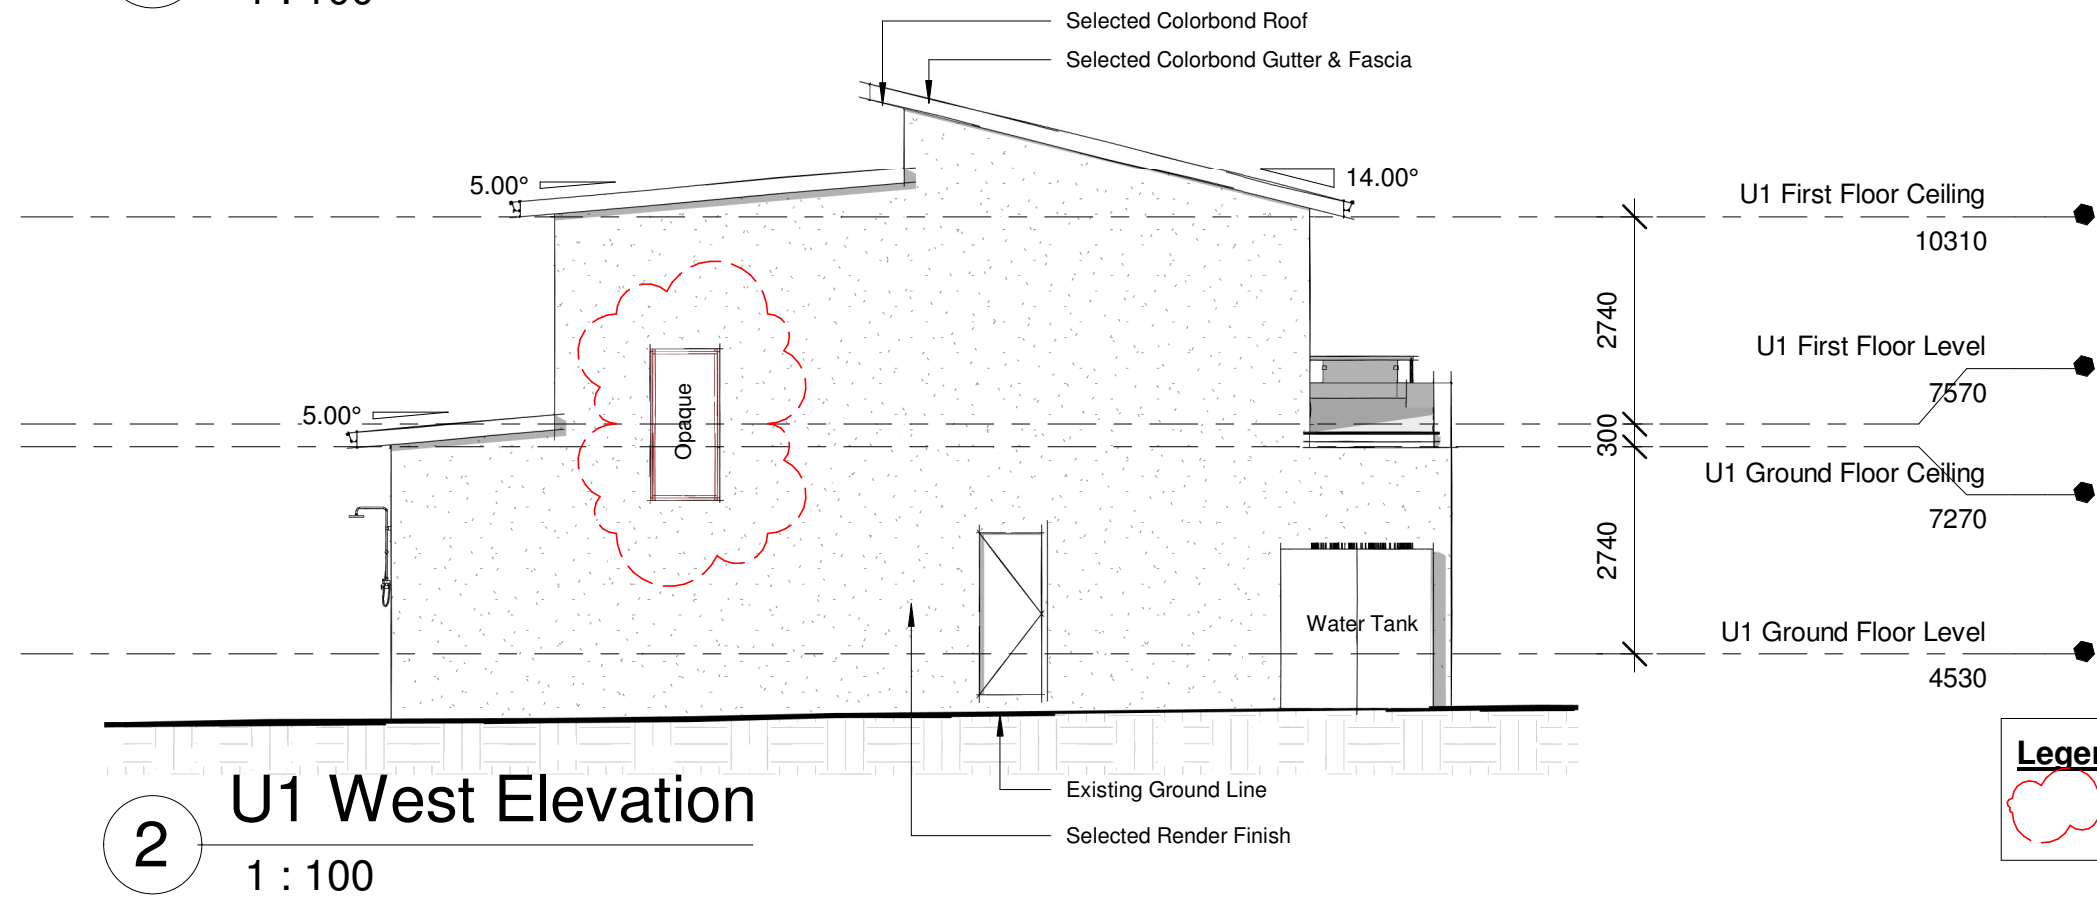 Selected Colorbond Roof
Selected Colorbond Gutter & Fascia
5.00°
14.00°
U1 First Floor Ceiling
10310
2740
U1 First Floor Level
7570
Opaque
5.00°
300
U1 Ground Floor Ceiling
7270
2740
Water Tank
U1 Ground Floor Level
4530
Existing Ground Line
Selected Render Finish
2
U1 West Elevation
1 : 100